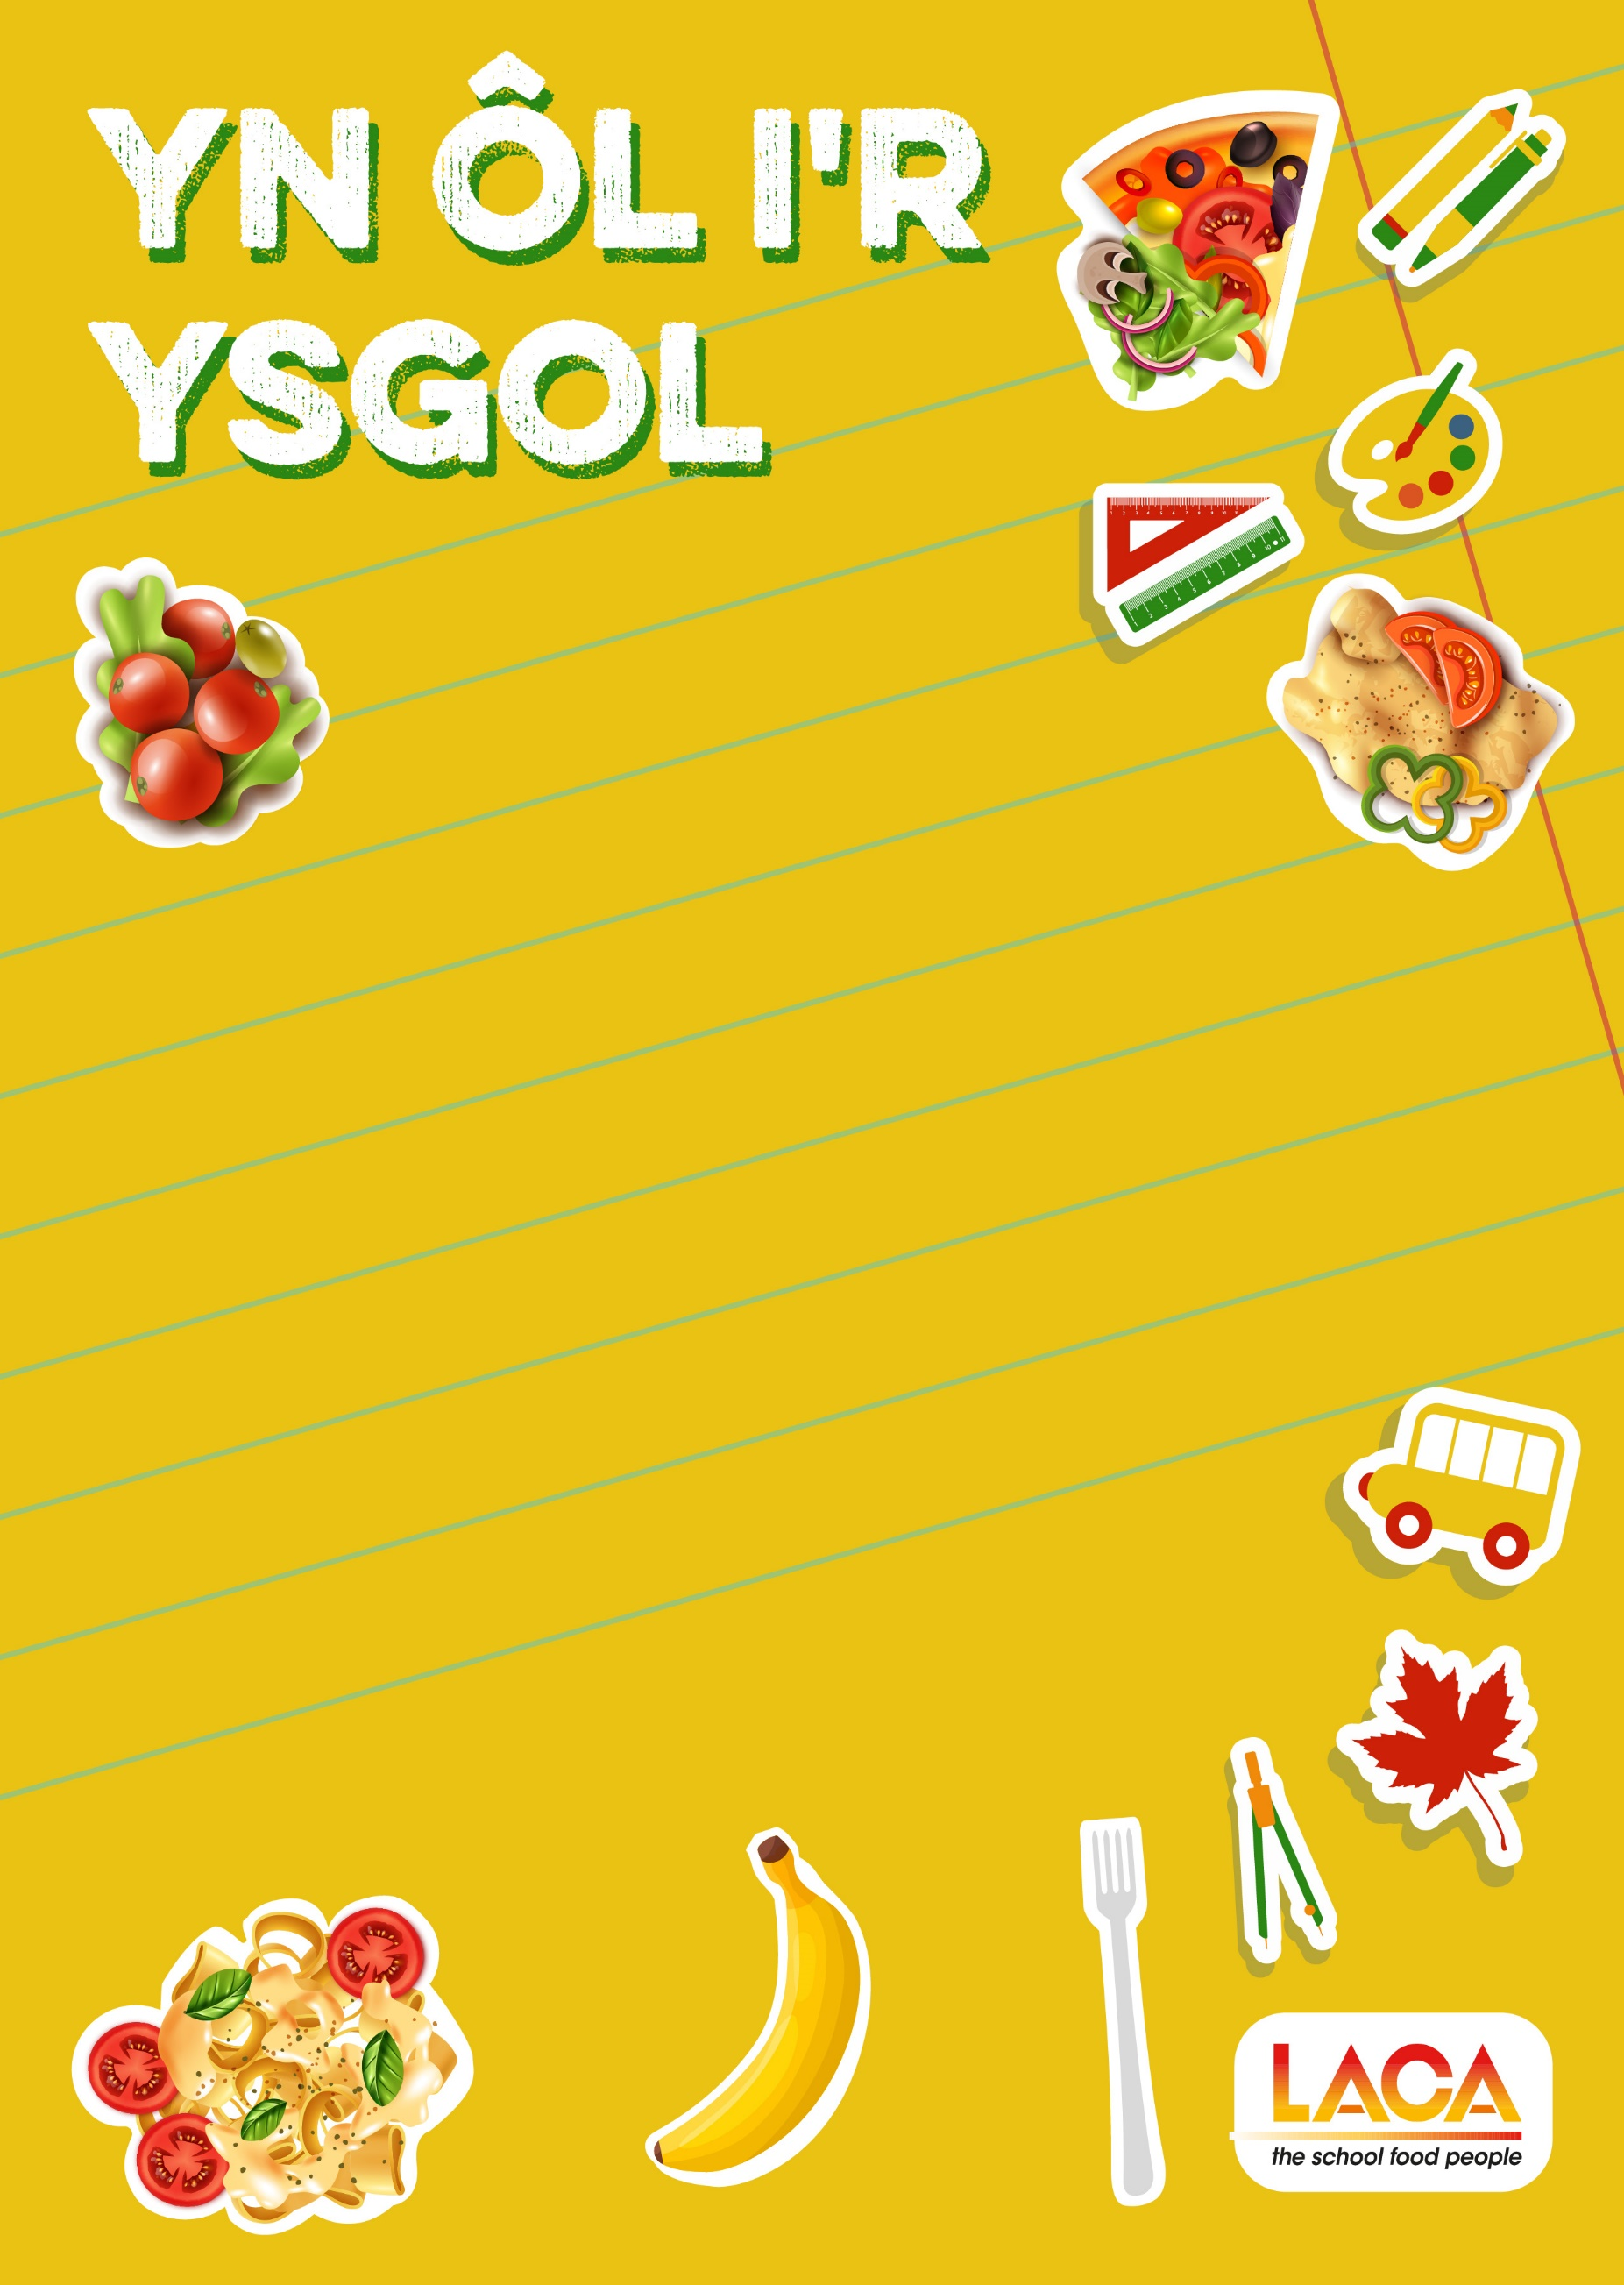 YN ÔL I'R
YSGOL
LACA
the school food people